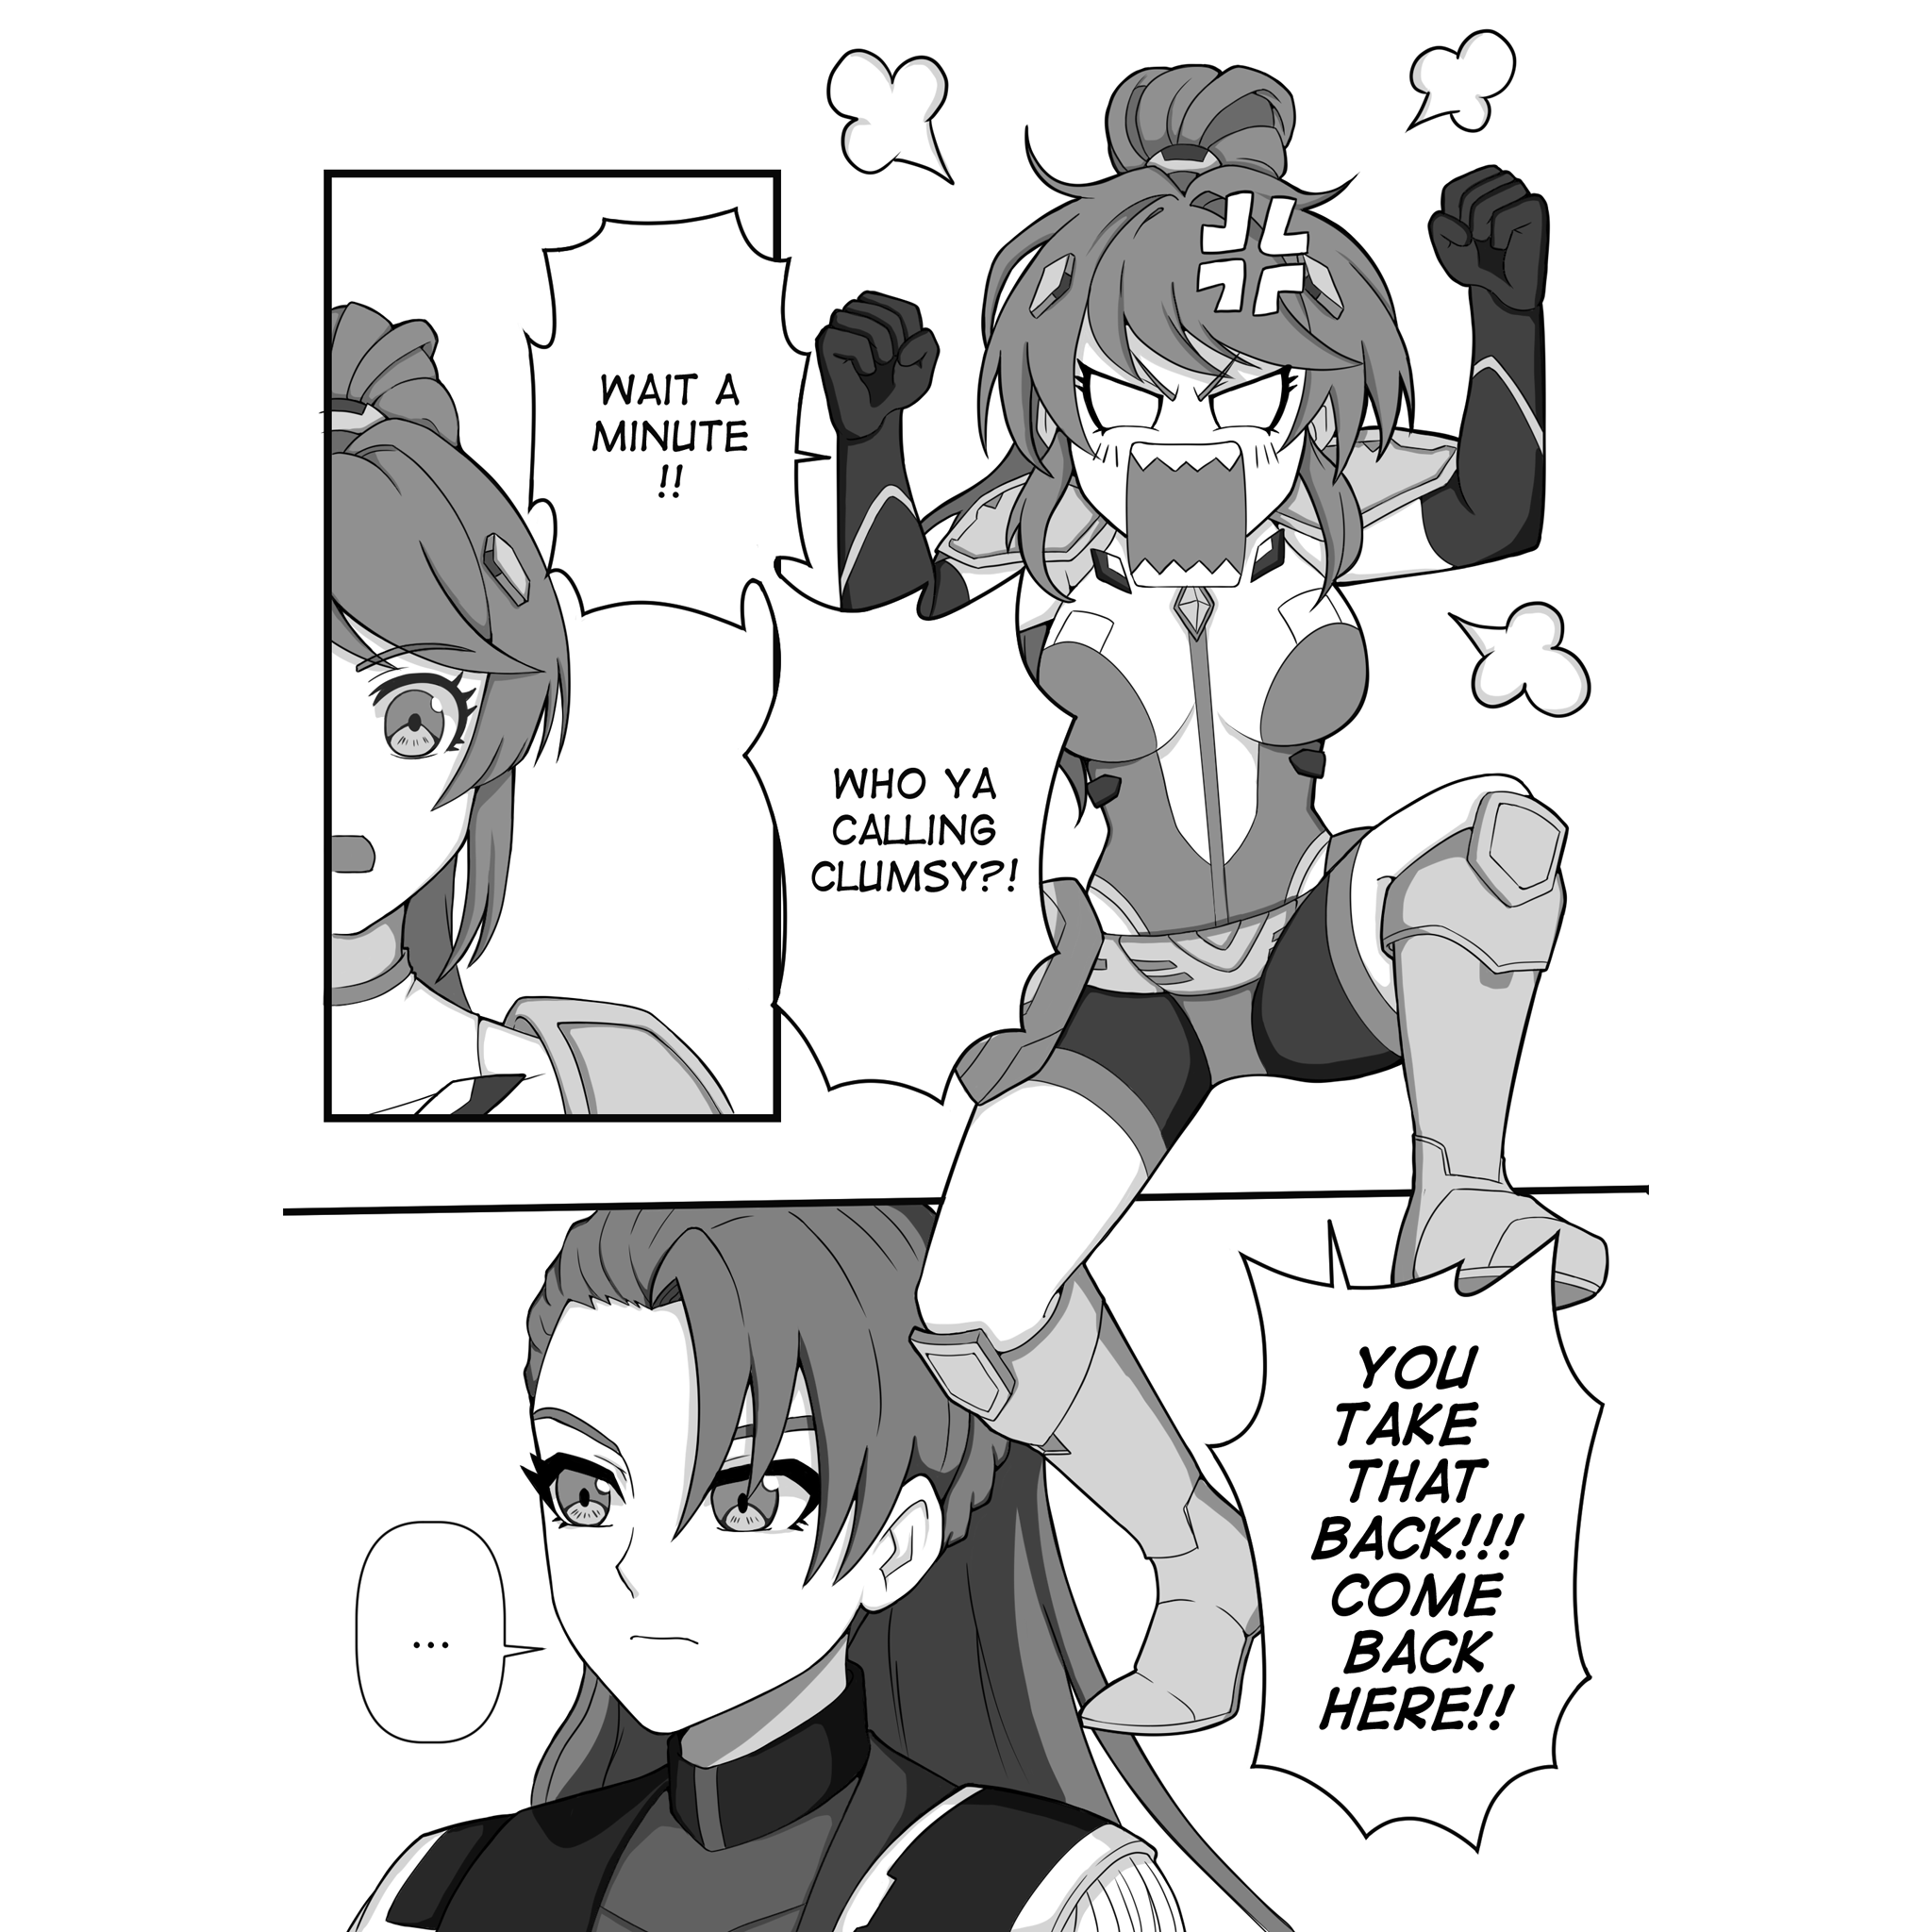 WAIT A
MINUTE
!!
WHO YA
CALLING
CLUMSY?!
...
YOU
TAKE
THAT
BACK!!!
COME
BACK
HERE!!